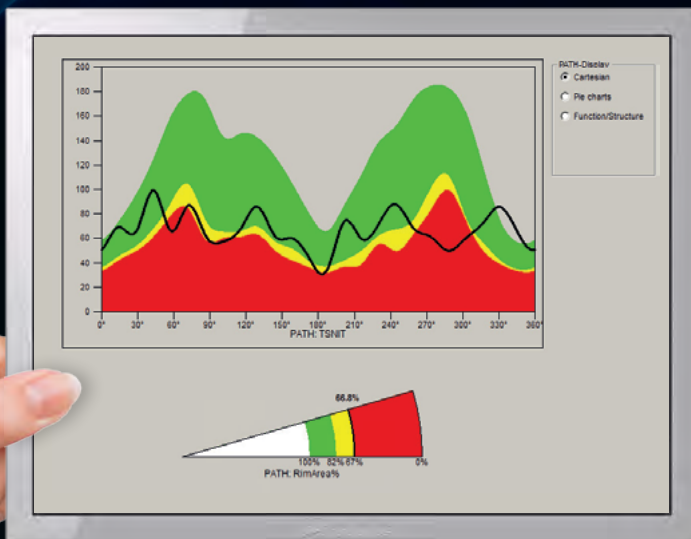 PATH-Display
Cartesian
Pie charts
Function/Structure
200
180
160
140
120
100
80
60
40
20
0
0° 30° 60° 90° 120° 150° 180° 210° 240° 270° 300° 330° 360°
PATH: TSNIT
66.8%
100% 82% 67% 0%
PATH: RimArea%